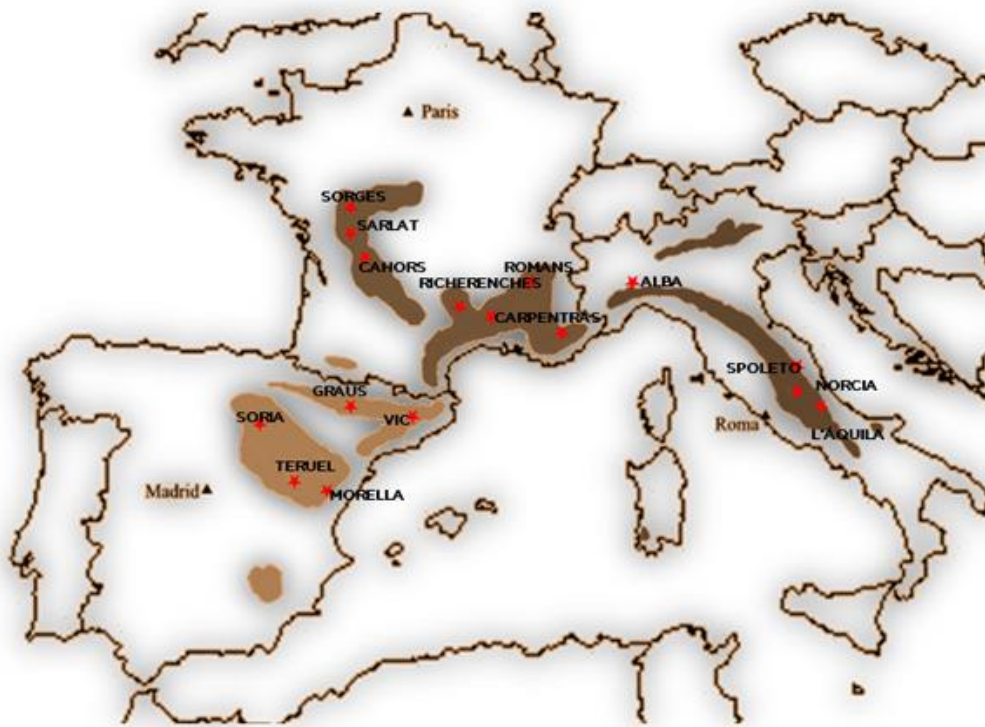 Paris
SORGES
SARLAT
CAHORS
ROMANS
RICHERENCHES
ALBA
CARPENTRAS
SPOLETO
NORCIA
GRAUS
SORIA
VIC
Roma
L'AQUILA
TERUEL
Madrid
MORELLA